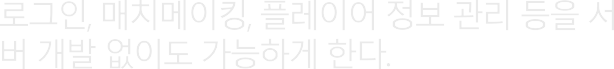 로그인, 매치메이킹, 플레이어 정보 관리 등을 서
버 개발 없이도 가능하게 한다.